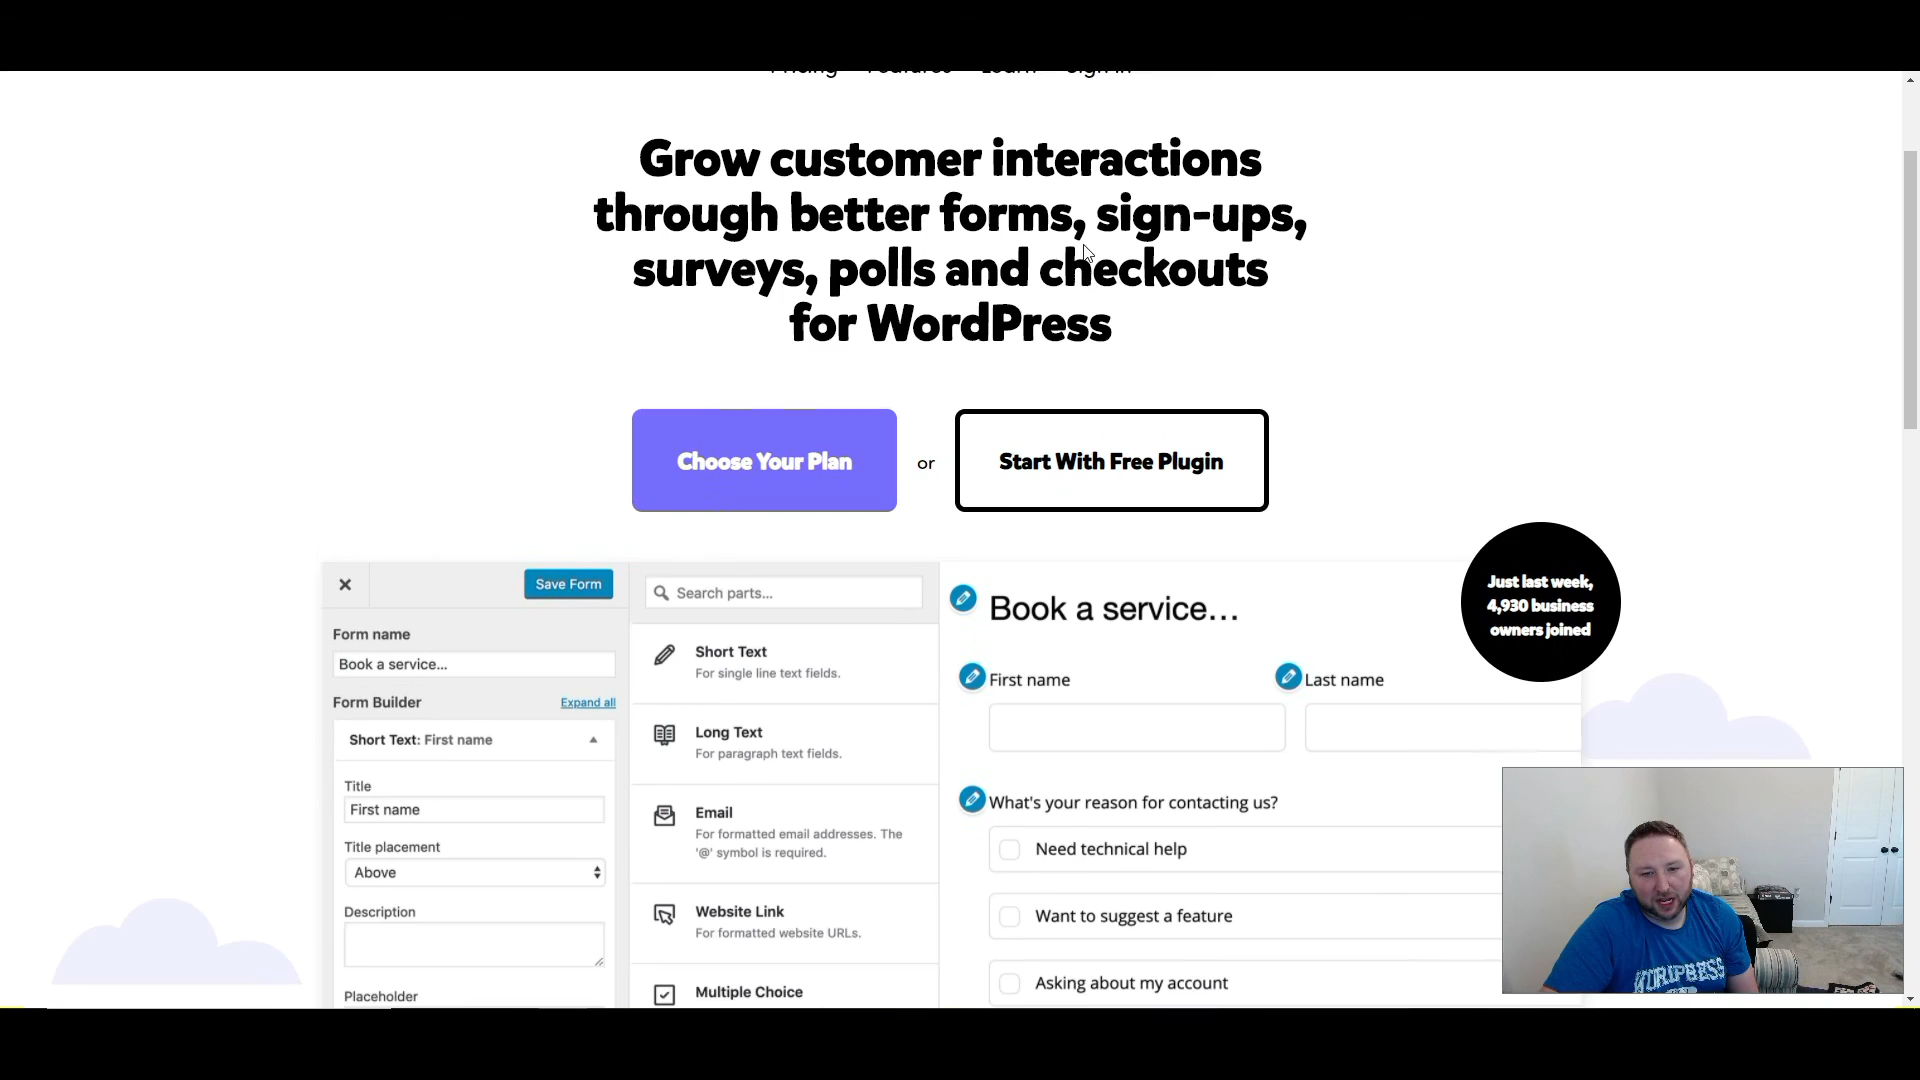 Pricing Features Learn Sign in
Grow customer interactions
through better forms, sign-ups,
surveys, polls and checkouts
for WordPress
Choose Your Plan
or
Start With Free Plugin
Just last week,
4,930 business
owners joined
Save Form
Form name
Book a service...
Form Builder
Expand all
Short Text: First name
Title
First name
Title placement
Above
Description
Placeholder
Search parts...
Short Text
For single line text fields.
Long Text
For paragraph text fields.
Email
For formatted email addresses. The
'@' symbol is required.
Website Link
For formatted website URLs.
Multiple Choice
Book a service...
First name
Last name
What's your reason for contacting us?
Need technical help
Want to suggest a feature
Asking about my account